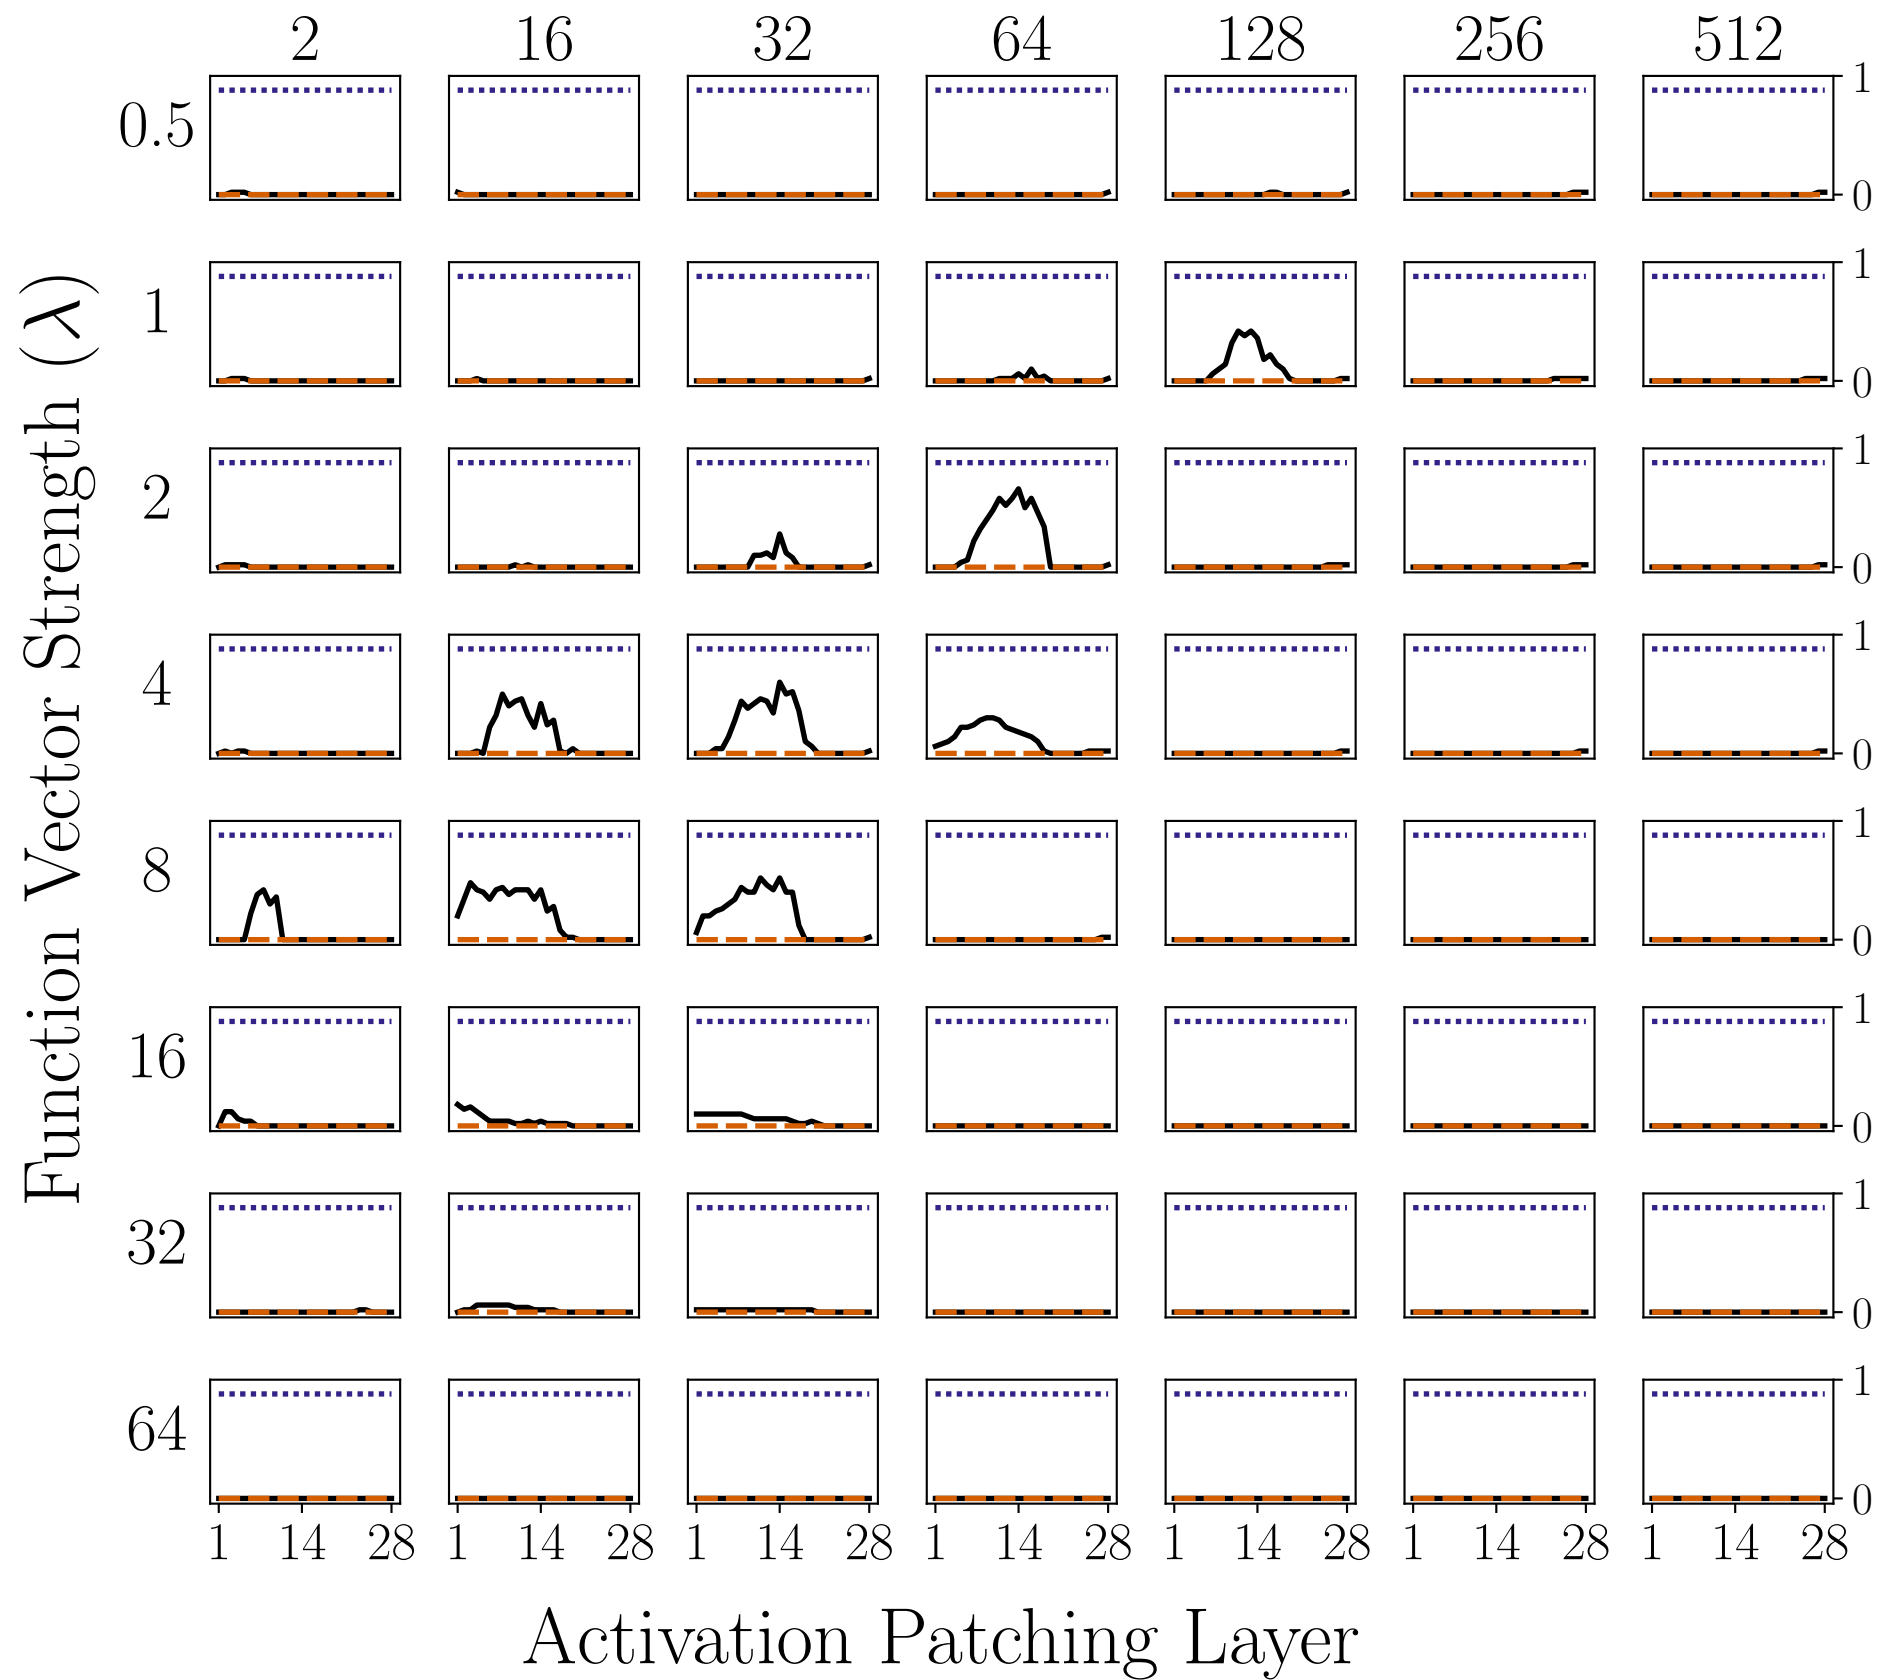 2 16 32 64 128 256 512
0.5 1 0
1 1 0
2 1 0
4 1 0
8 1 0
16 1 0
32 1 0
64 1 0
Function Vector Strength (λ)
1 14 28 1 14 28 1 14 28 1 14 28 1 14 28 1 14 28 1 14 28
Activation Patching Layer